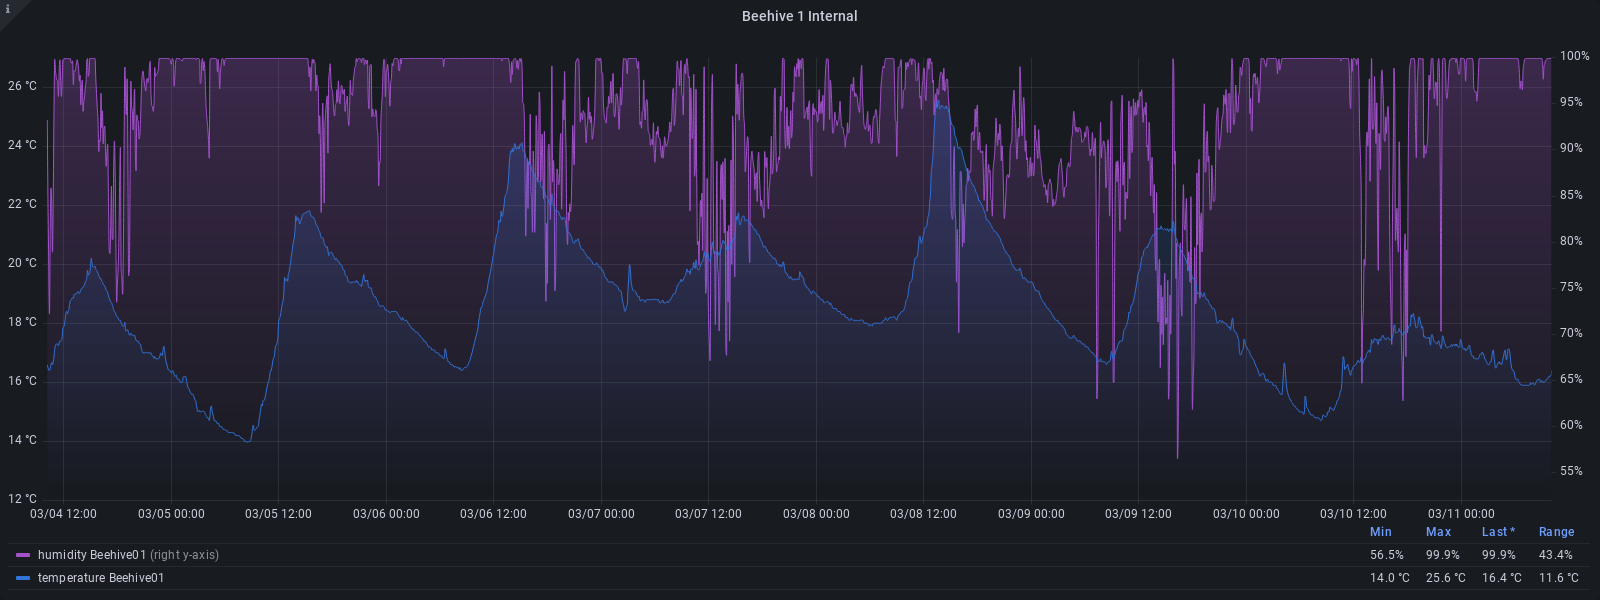 i
Beehive 1 Internal
26 °C
24 °C
22 °C
20 °C
18 °C
16 °C
14 °C
12 °C
100%
95%
90%
85%
80%
75%
70%
65%
60%
55%
03/04 12:00 03/05 00:00 03/05 12:00 03/06 00:00 03/06 12:00 03/07 00:00 03/07 12:00 03/08 00:00 03/08 12:00 03/09 00:00 03/09 12:00 03/10 00:00 03/10 12:00 03/11 00:00
Min Max Last * Range
humidity Beehive01 (right y-axis) 56.5% 99.9% 99.9% 43.4%
temperature Beehive01 14.0 °C 25.6 °C 16.4 °C 11.6 °C